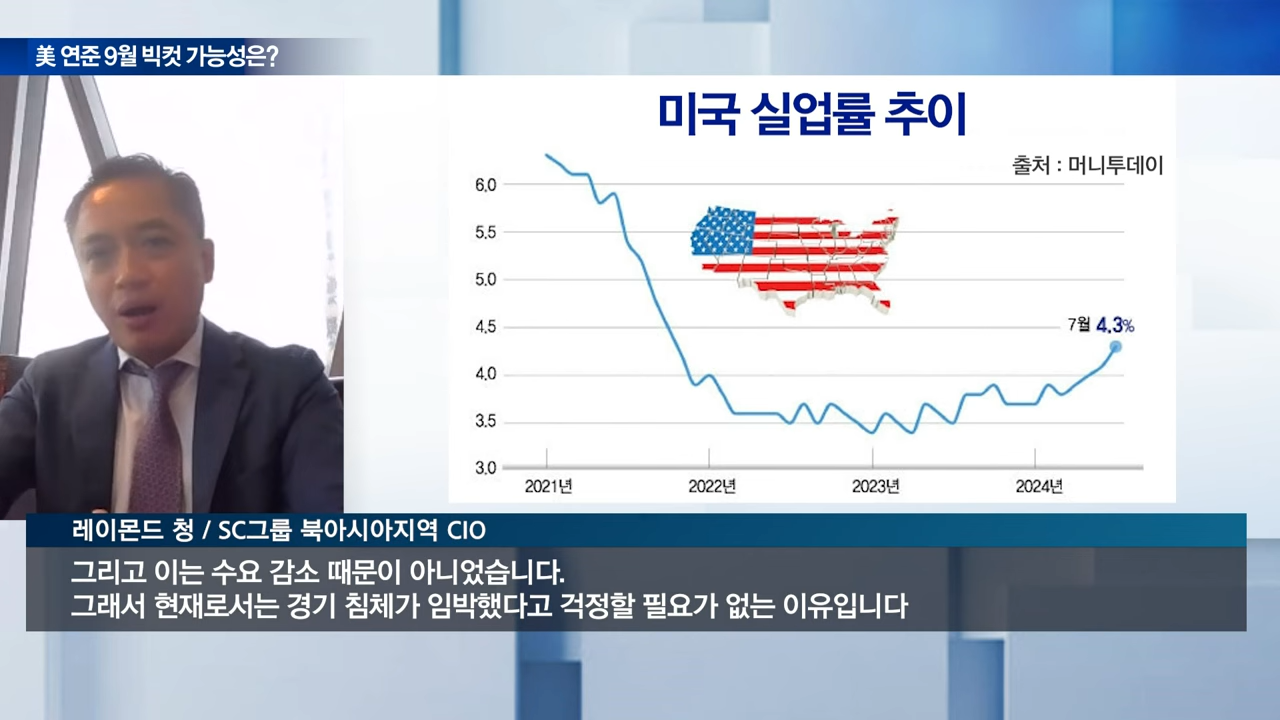 美 연준 9월 빅컷 가능성은?
미국 실업률 추이
출처 : 머니투데이
6.0
5.5
5.0
4.5
4.0
3.5
3.0
7월 4.3%
2021년
2022년
2023년
2024년
레이몬드 청 / SC그룹 북아시아지역 CIO
그리고 이는 수요 감소 때문이 아니었습니다.
그래서 현재로서는 경기 침체가 임박했다고 걱정할 필요가 없는 이유입니다